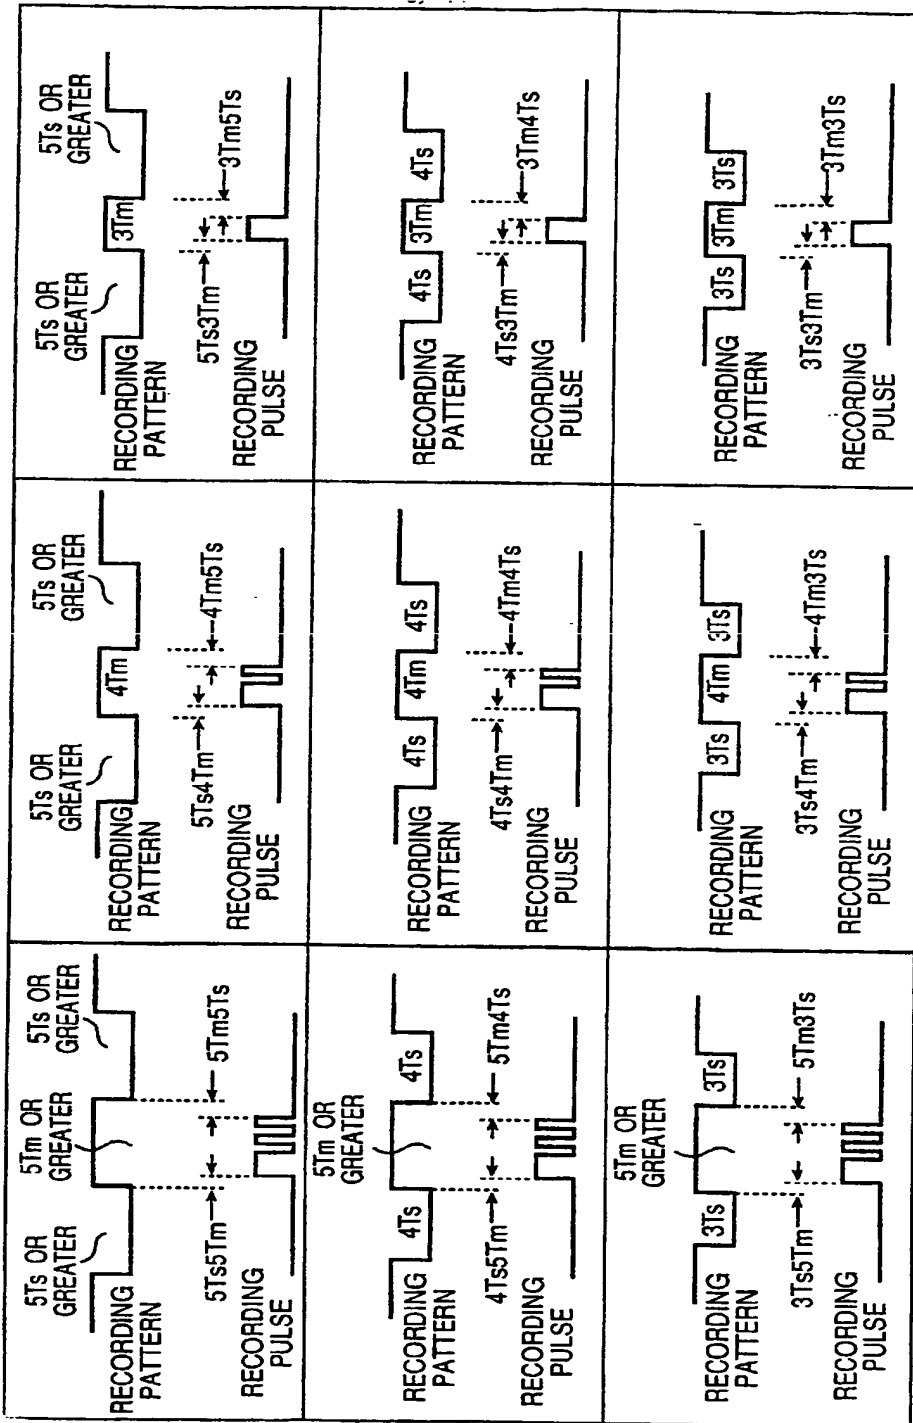 5Ts OR
GREATER
5Tm OR
GREATER
5Ts OR
GREATER
RECORDING
PATTERN
5Ts5Tm
5Tm5Ts
RECORDING
PULSE
5Ts OR
GREATER
5Ts OR
GREATER
4Tm
RECORDING
PATTERN
5Ts4Tm
4Tm5Ts
RECORDING
PULSE
5Ts OR
GREATER
5Ts OR
GREATER
3Tm
RECORDING
PATTERN
5Ts3Tm
3Tm5Ts
RECORDING
PULSE
5Tm OR
GREATER
4Ts
4Ts
RECORDING
PATTERN
4Ts5Tm
5Tm4Ts
RECORDING
PULSE
4Ts
4Tm
4Ts
RECORDING
PATTERN
4Ts4Tm
4Tm4Ts
RECORDING
PULSE
4Ts
3Tm
4Ts
RECORDING
PATTERN
4Ts3Tm
3Tm4Ts
RECORDING
PULSE
5Tm OR
GREATER
3Ts
3Ts
RECORDING
PATTERN
3Ts5Tm
5Tm3Ts
RECORDING
PULSE
3Ts
4Tm
3Ts
RECORDING
PATTERN
3Ts4Tm
4Tm3Ts
RECORDING
PULSE
3Ts
3Tm
3Ts
RECORDING
PATTERN
3Ts3Tm
3Tm3Ts
RECORDING
PULSE